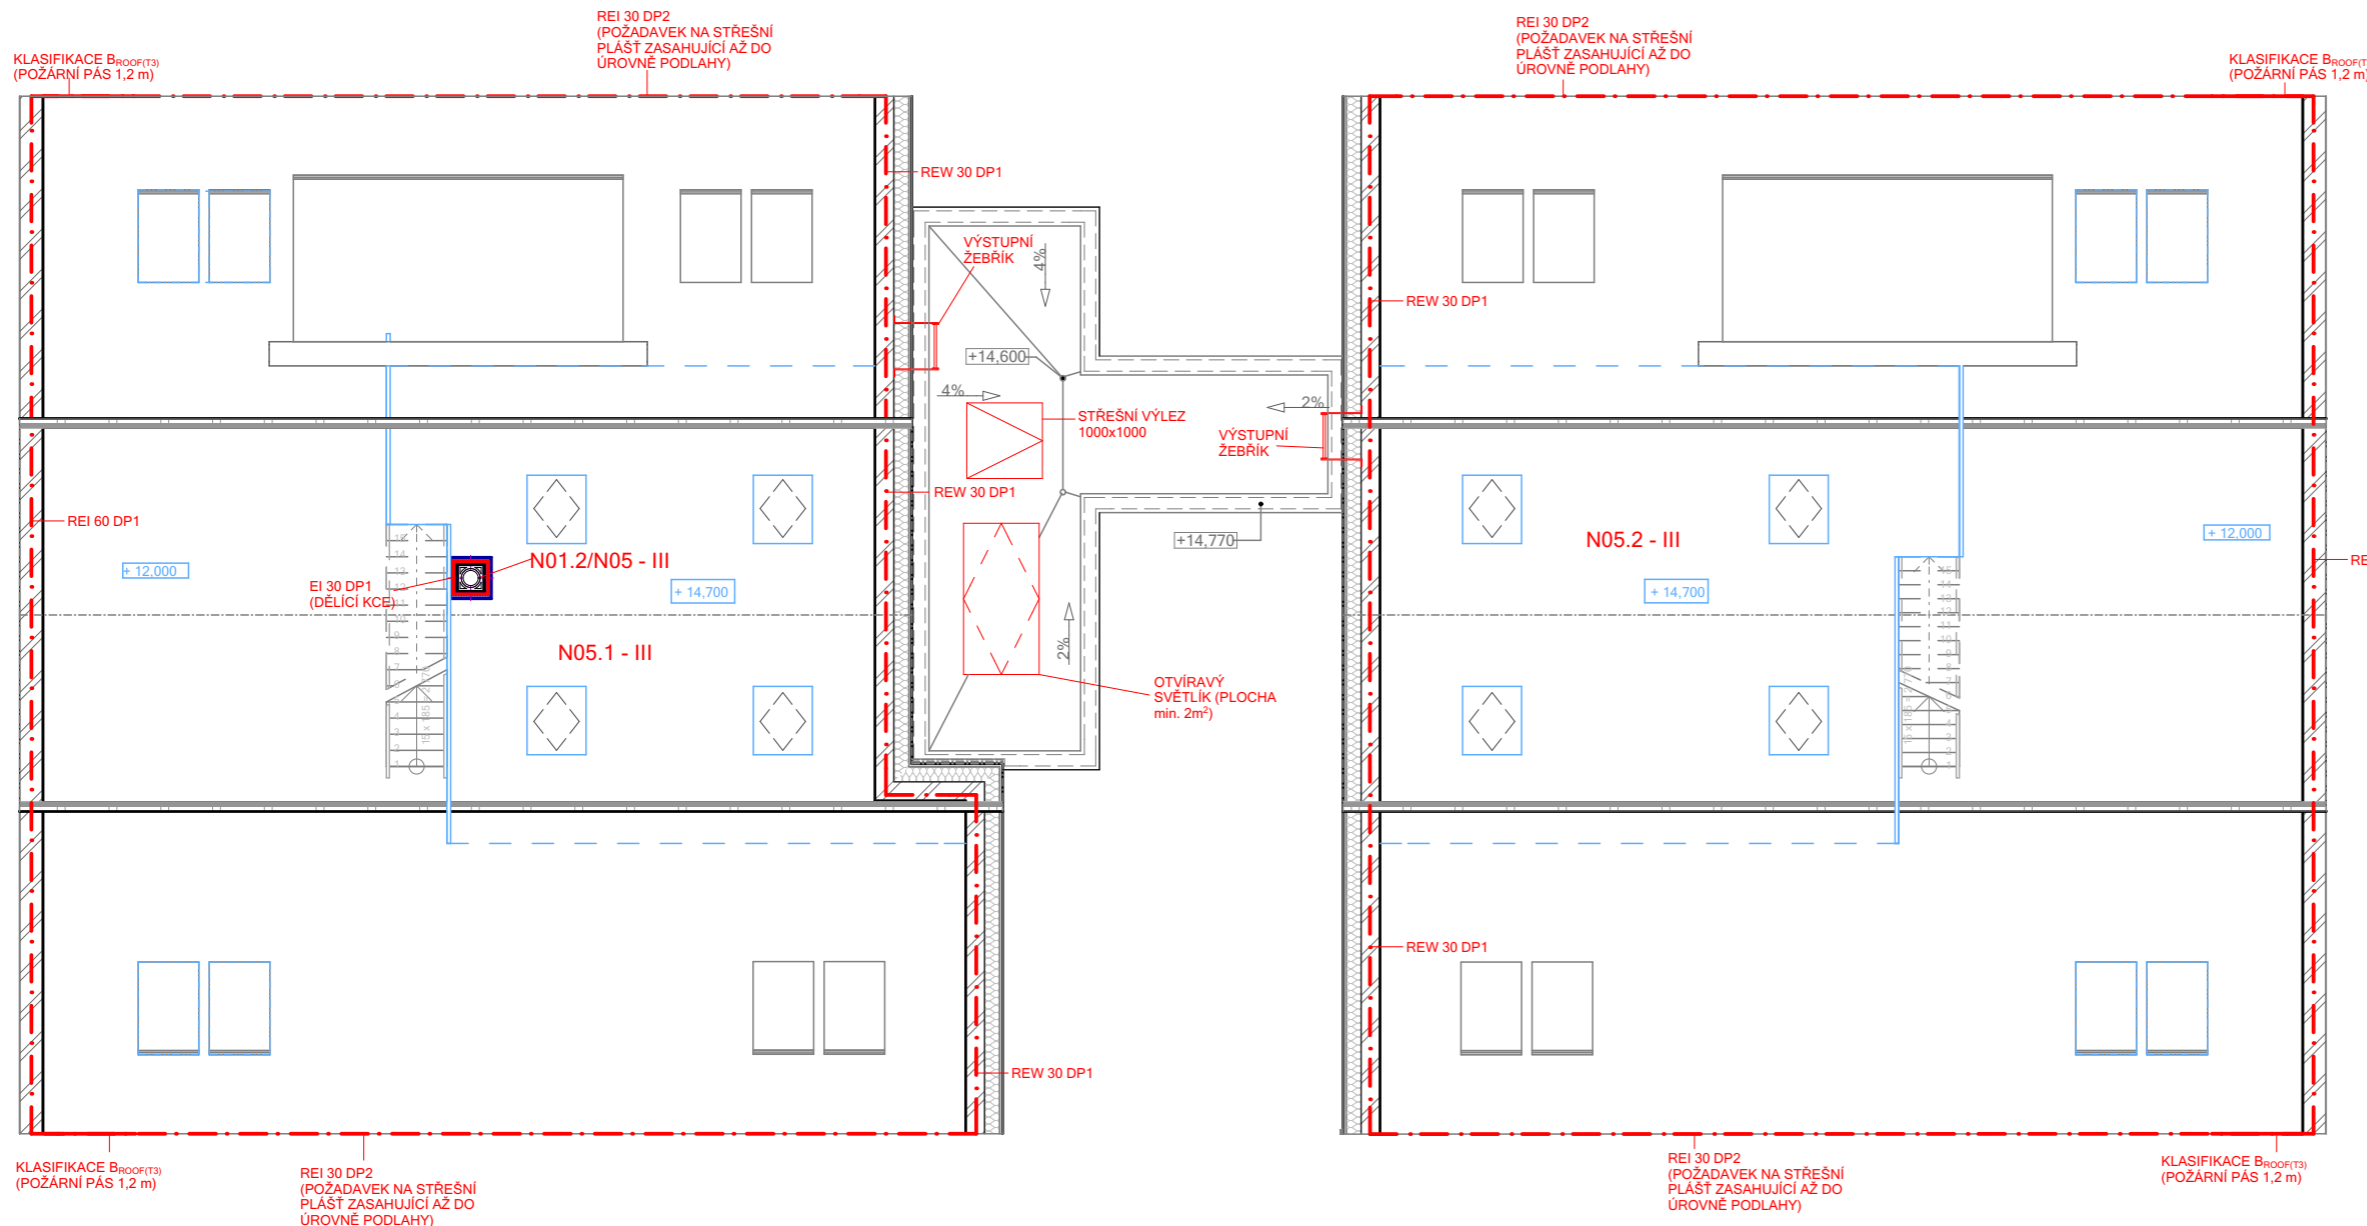 REI 30 DP2
(POŽADAVEK NA STŘEŠNÍ
PLÁŠŤ ZASAHUJÍCÍ AŽ DO
ÚROVNĚ PODLAHY)
REI 30 DP2
(POŽADAVEK NA STŘEŠNÍ
PLÁŠŤ ZASAHUJÍCÍ AŽ DO
ÚROVNĚ PODLAHY)
KLASIFIKACE BROOF(T3)
(POŽÁRNÍ PÁS 1,2 m)
KLASIFIKACE BROOF(T
(POŽÁRNÍ PÁS 1,2 m)
REW 30 DP1
VÝSTUPNÍ
ŽEBŘÍK
4%
REW 30 DP1
+14,600
4%
2%
STŘEŠNÍ VÝLEZ
1000x1000
VÝSTUPNÍ
ŽEBŘÍK
REW 30 DP1
REI 60 DP1
+14,770
N05.2 - III
+ 12,000
N01.2/N05 - III
+ 12,000
EI 30 DP1
(DĚLÍCÍ KCE)
+ 14,700
+ 14,700
RE
N05.1 - III
2%
OTVÍRAVÝ
SVĚTLÍK (PLOCHA
min. 2m²)
REW 30 DP1
REW 30 DP1
KLASIFIKACE BROOF(T3)
(POŽÁRNÍ PÁS 1,2 m)
REI 30 DP2
(POŽADAVEK NA STŘEŠNÍ
PLÁŠŤ ZASAHUJÍCÍ AŽ DO
ÚROVNĚ PODLAHY)
REI 30 DP2
(POŽADAVEK NA STŘEŠNÍ
PLÁŠŤ ZASAHUJÍCÍ AŽ DO
ÚROVNĚ PODLAHY)
KLASIFIKACE BROOF(T3)
(POŽÁRNÍ PÁS 1,2 m)